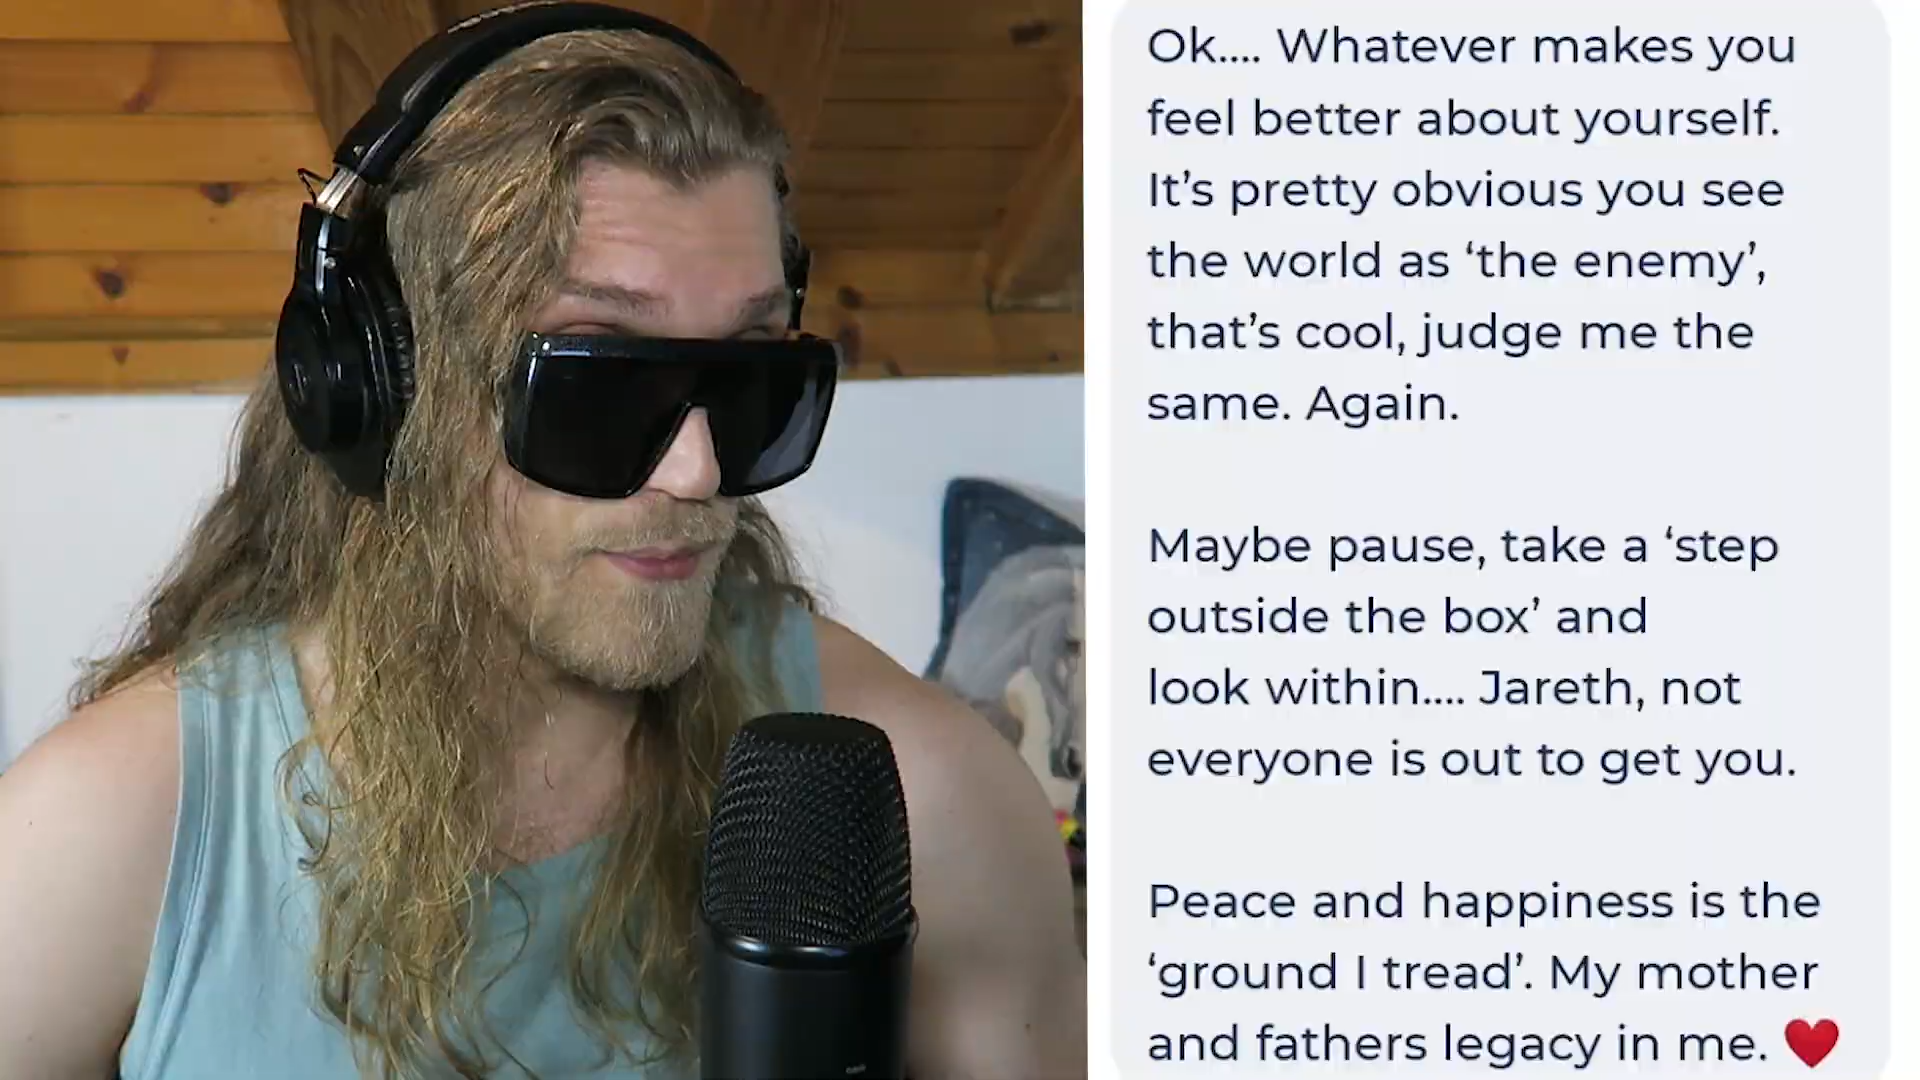 Ok.... Whatever makes you
feel better about yourself.
It’s pretty obvious you see
the world as ‘the enemy’,
that’s cool, judge me the
same. Again.
Maybe pause, take a ‘step
outside the box’ and
look within.... Jareth, not
everyone is out to get you.
Peace and happiness is the
‘ground I tread’. My mother
and fathers legacy in me. ❤️